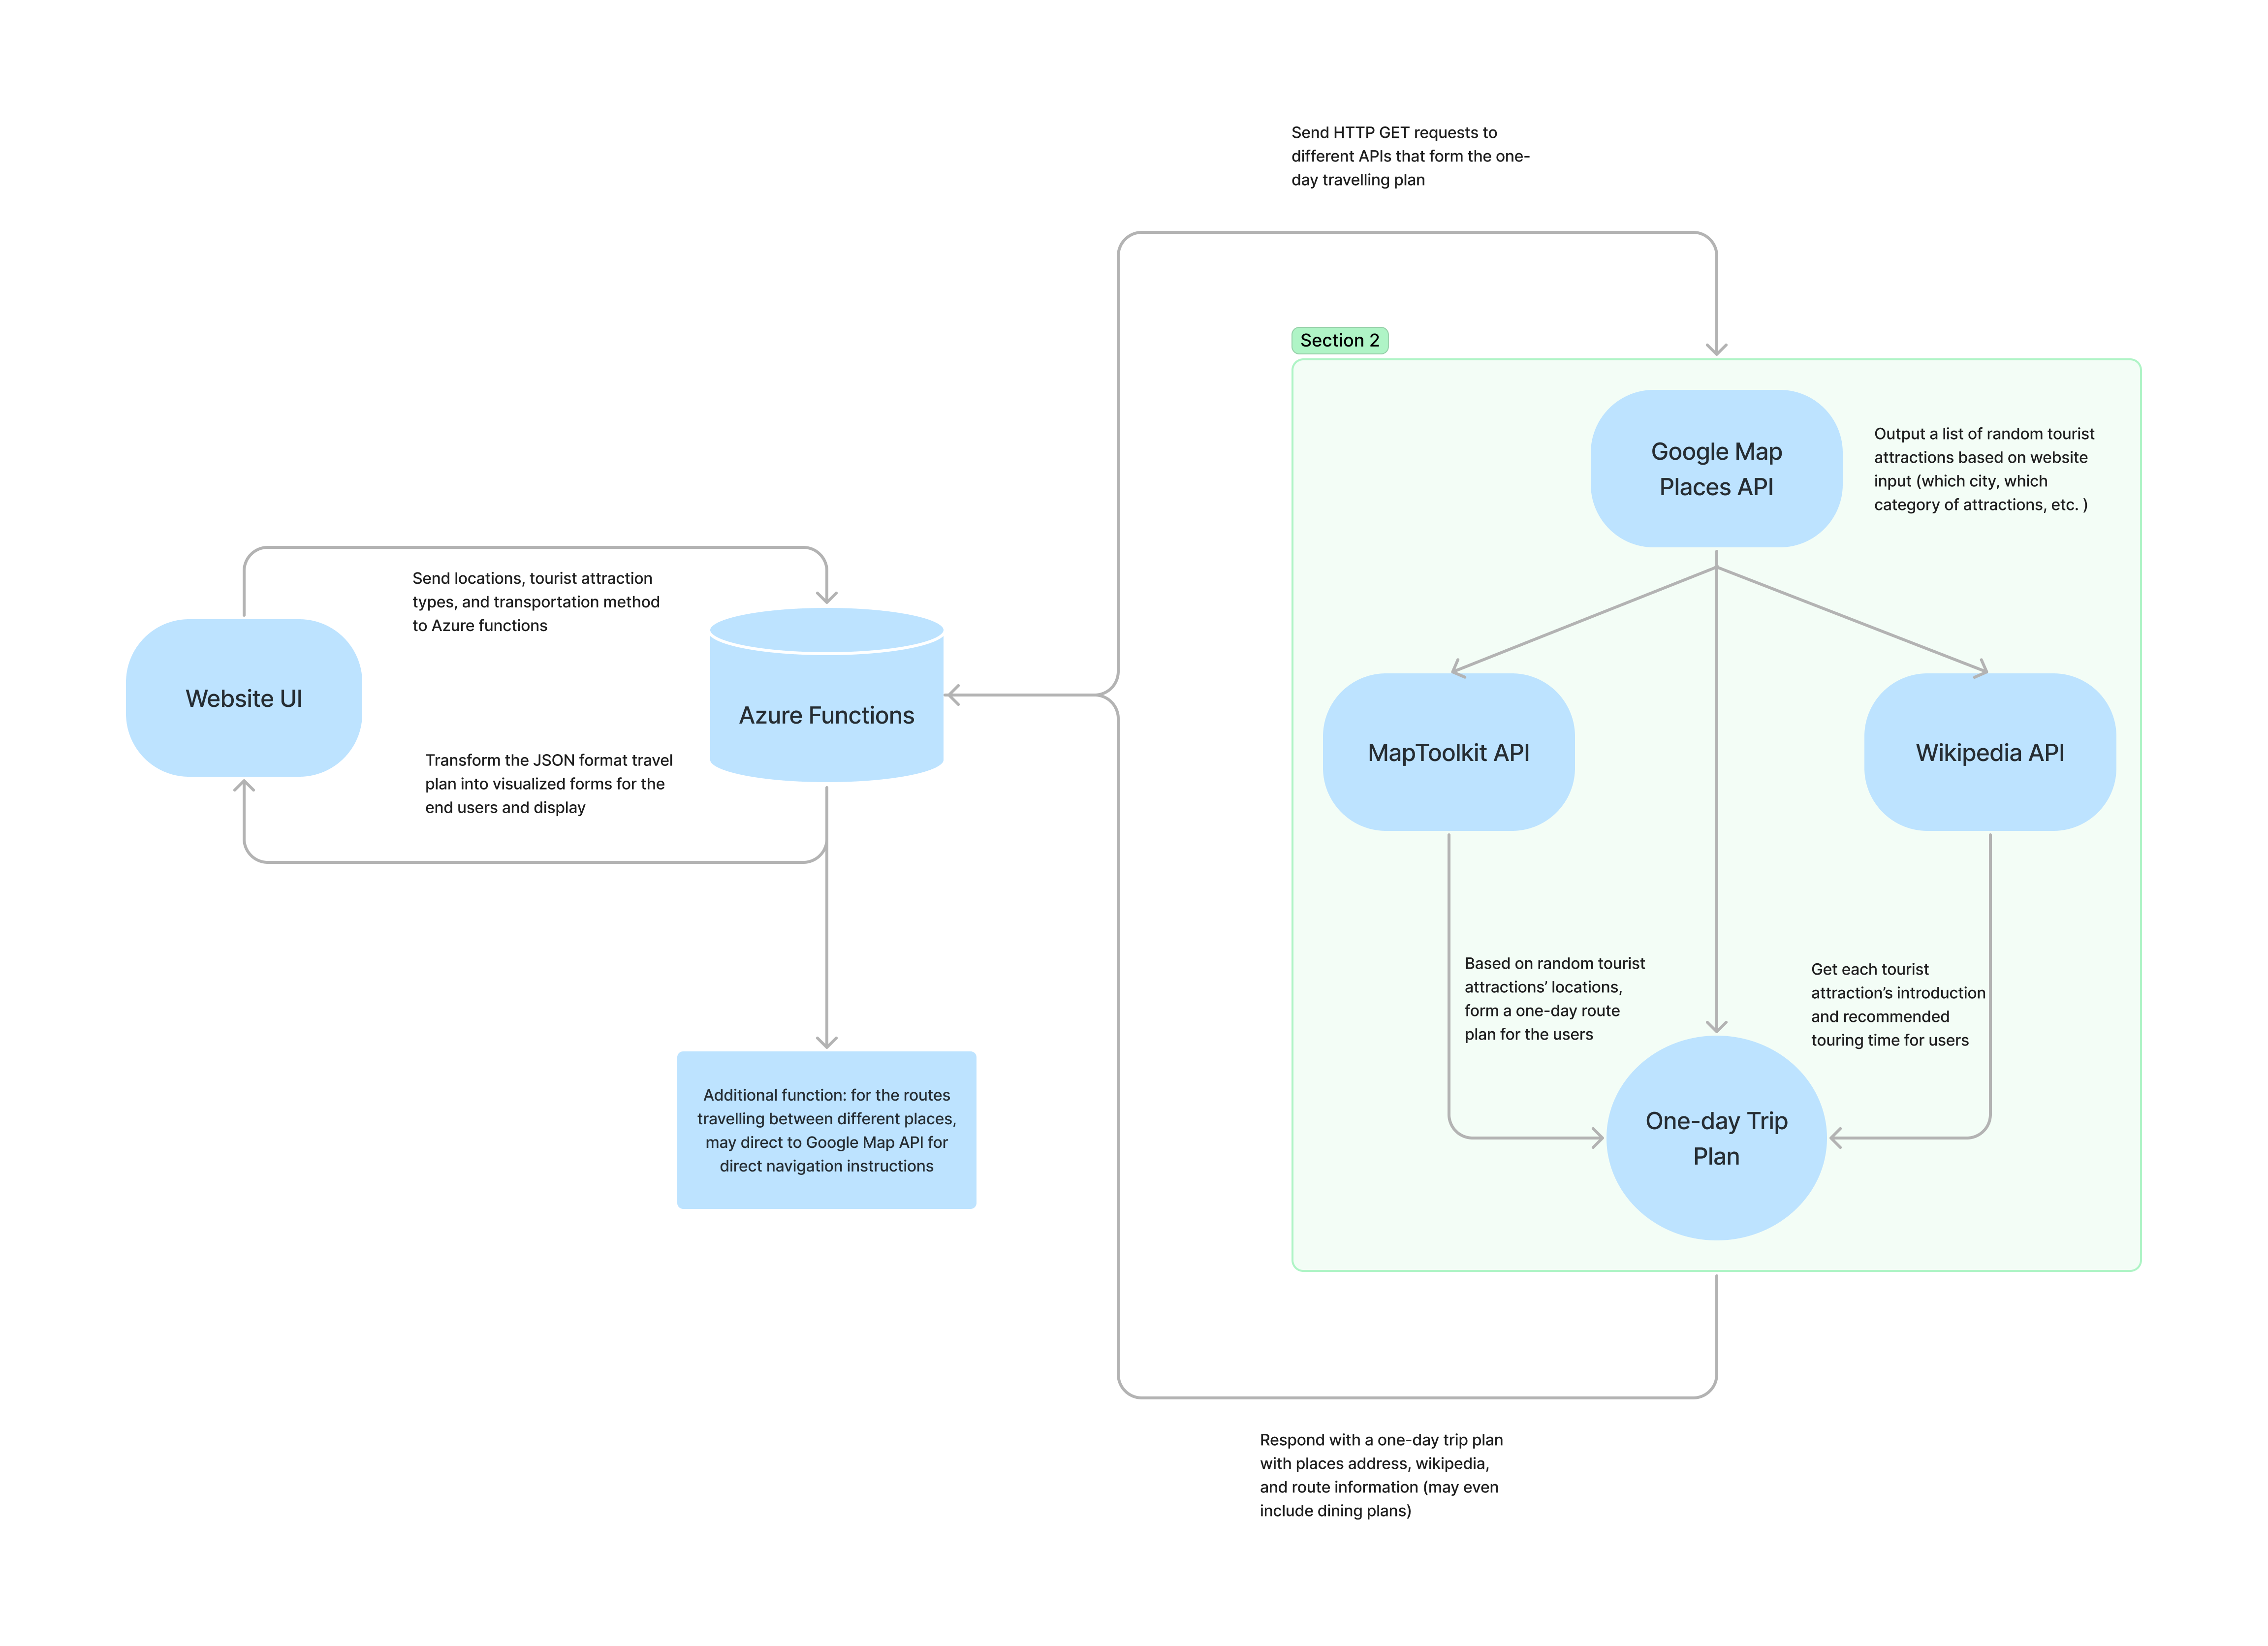 Send HTTP GET requests to
different APIs that form the one-
day travelling plan
Section 2
Google Map
Places API
Output a list of random tourist
attractions based on website
input (which city, which
category of attractions, etc. )
Send locations, tourist attraction
types, and transportation method
to Azure functions
Website UI
Azure Functions
Transform the JSON format travel
plan into visualized forms for the
end users and display
MapToolkit API
Wikipedia API
Based on random tourist
attractions’ locations,
form a one-day route
plan for the users
Get each tourist
attraction’s introduction
and recommended
touring time for users
Additional function: for the routes
travelling between different places,
may direct to Google Map API for
direct navigation instructions
One-day Trip
Plan
Respond with a one-day trip plan
with places address, wikipedia,
and route information (may even
include dining plans)